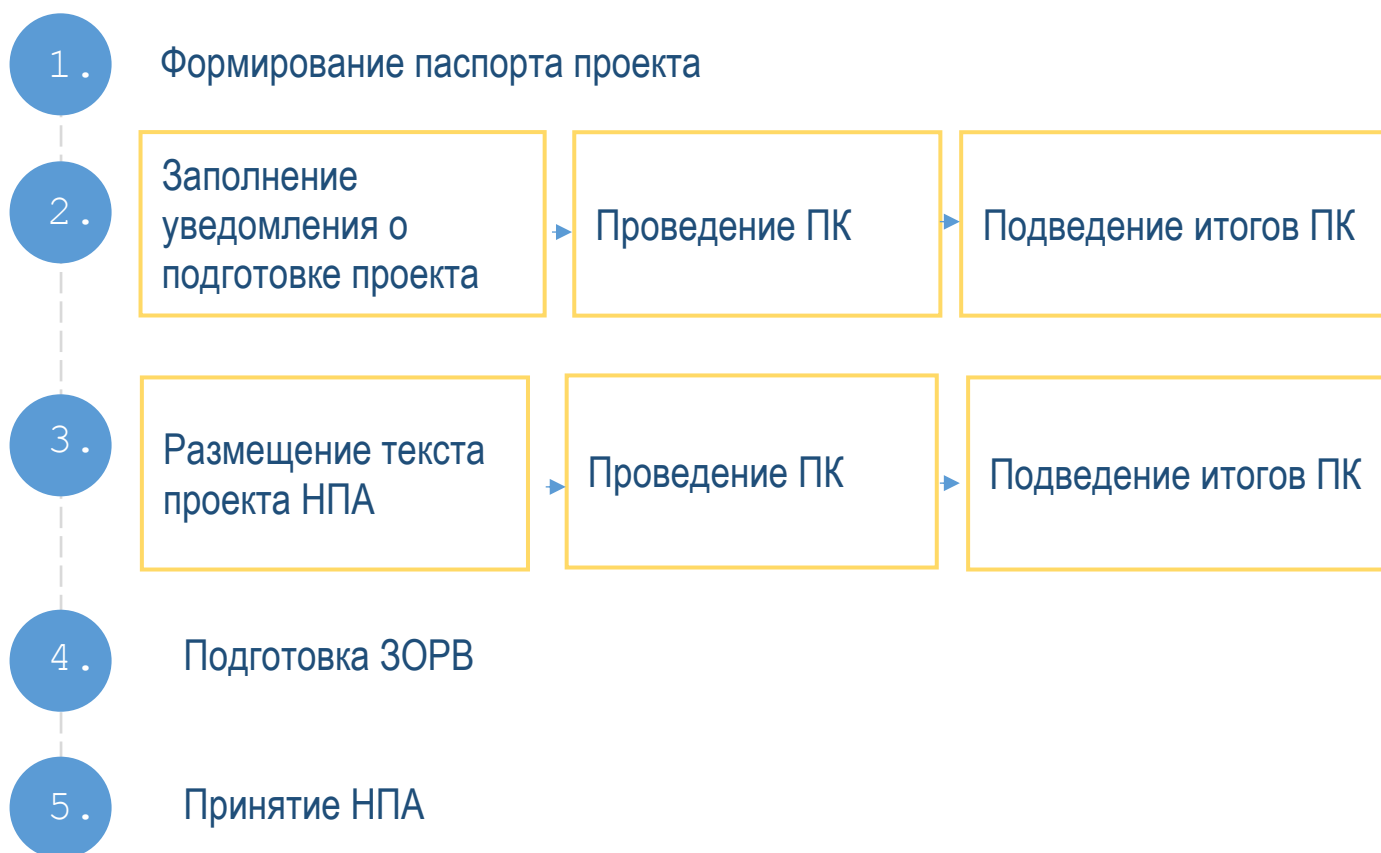 1. Формирование паспорта проекта
2. Заполнение
уведомления о
подготовке проекта
Проведение ПК
Подведение итогов ПК
3. Размещение текста
проекта НПА
Проведение ПК
Подведение итогов ПК
4. Подготовка ЗОРВ
5. Принятие НПА